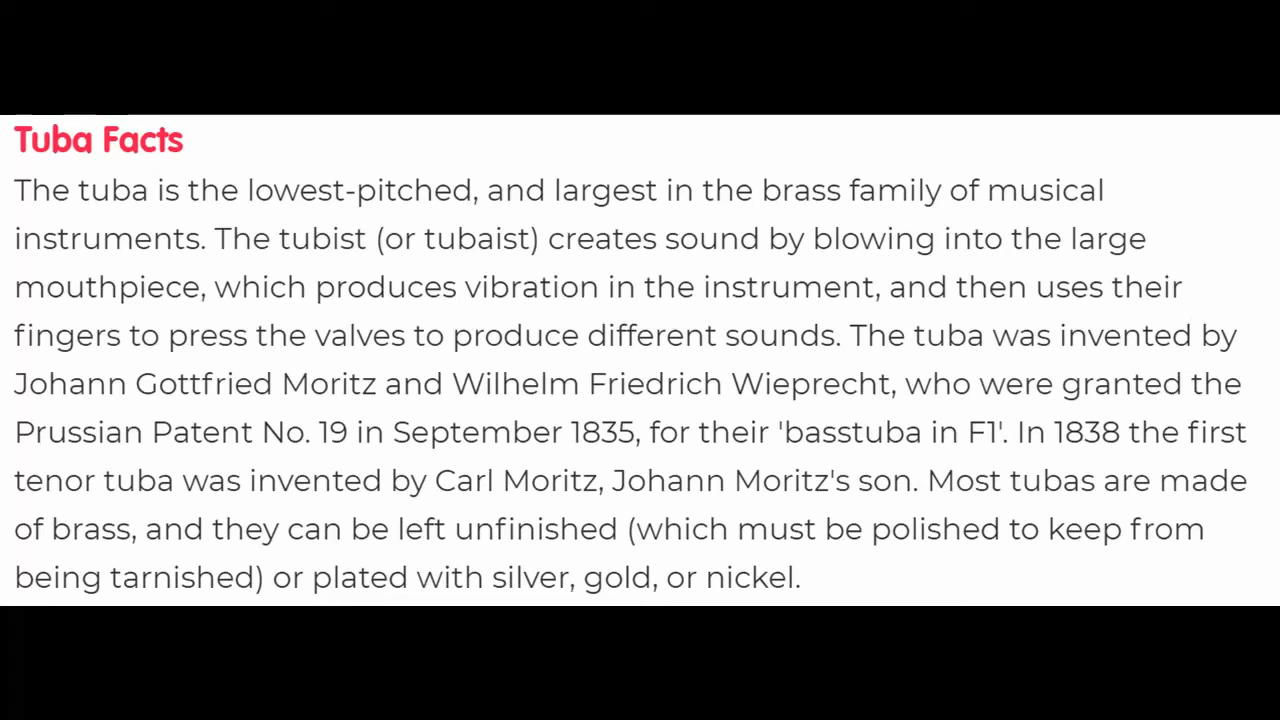 Tuba Facts
The tuba is the lowest-pitched, and largest in the brass family of musical
instruments. The tubist (or tubaist) creates sound by blowing into the large
mouthpiece, which produces vibration in the instrument, and then uses their
fingers to press the valves to produce different sounds. The tuba was invented by
Johann Gottfried Moritz and Wilhelm Friedrich Wieprecht, who were granted the
Prussian Patent No. 19 in September 1835, for their 'basstuba in F1'. In 1838 the first
tenor tuba was invented by Carl Moritz, Johann Moritz's son. Most tubas are made
of brass, and they can be left unfinished (which must be polished to keep from
being tarnished) or plated with silver, gold, or nickel.